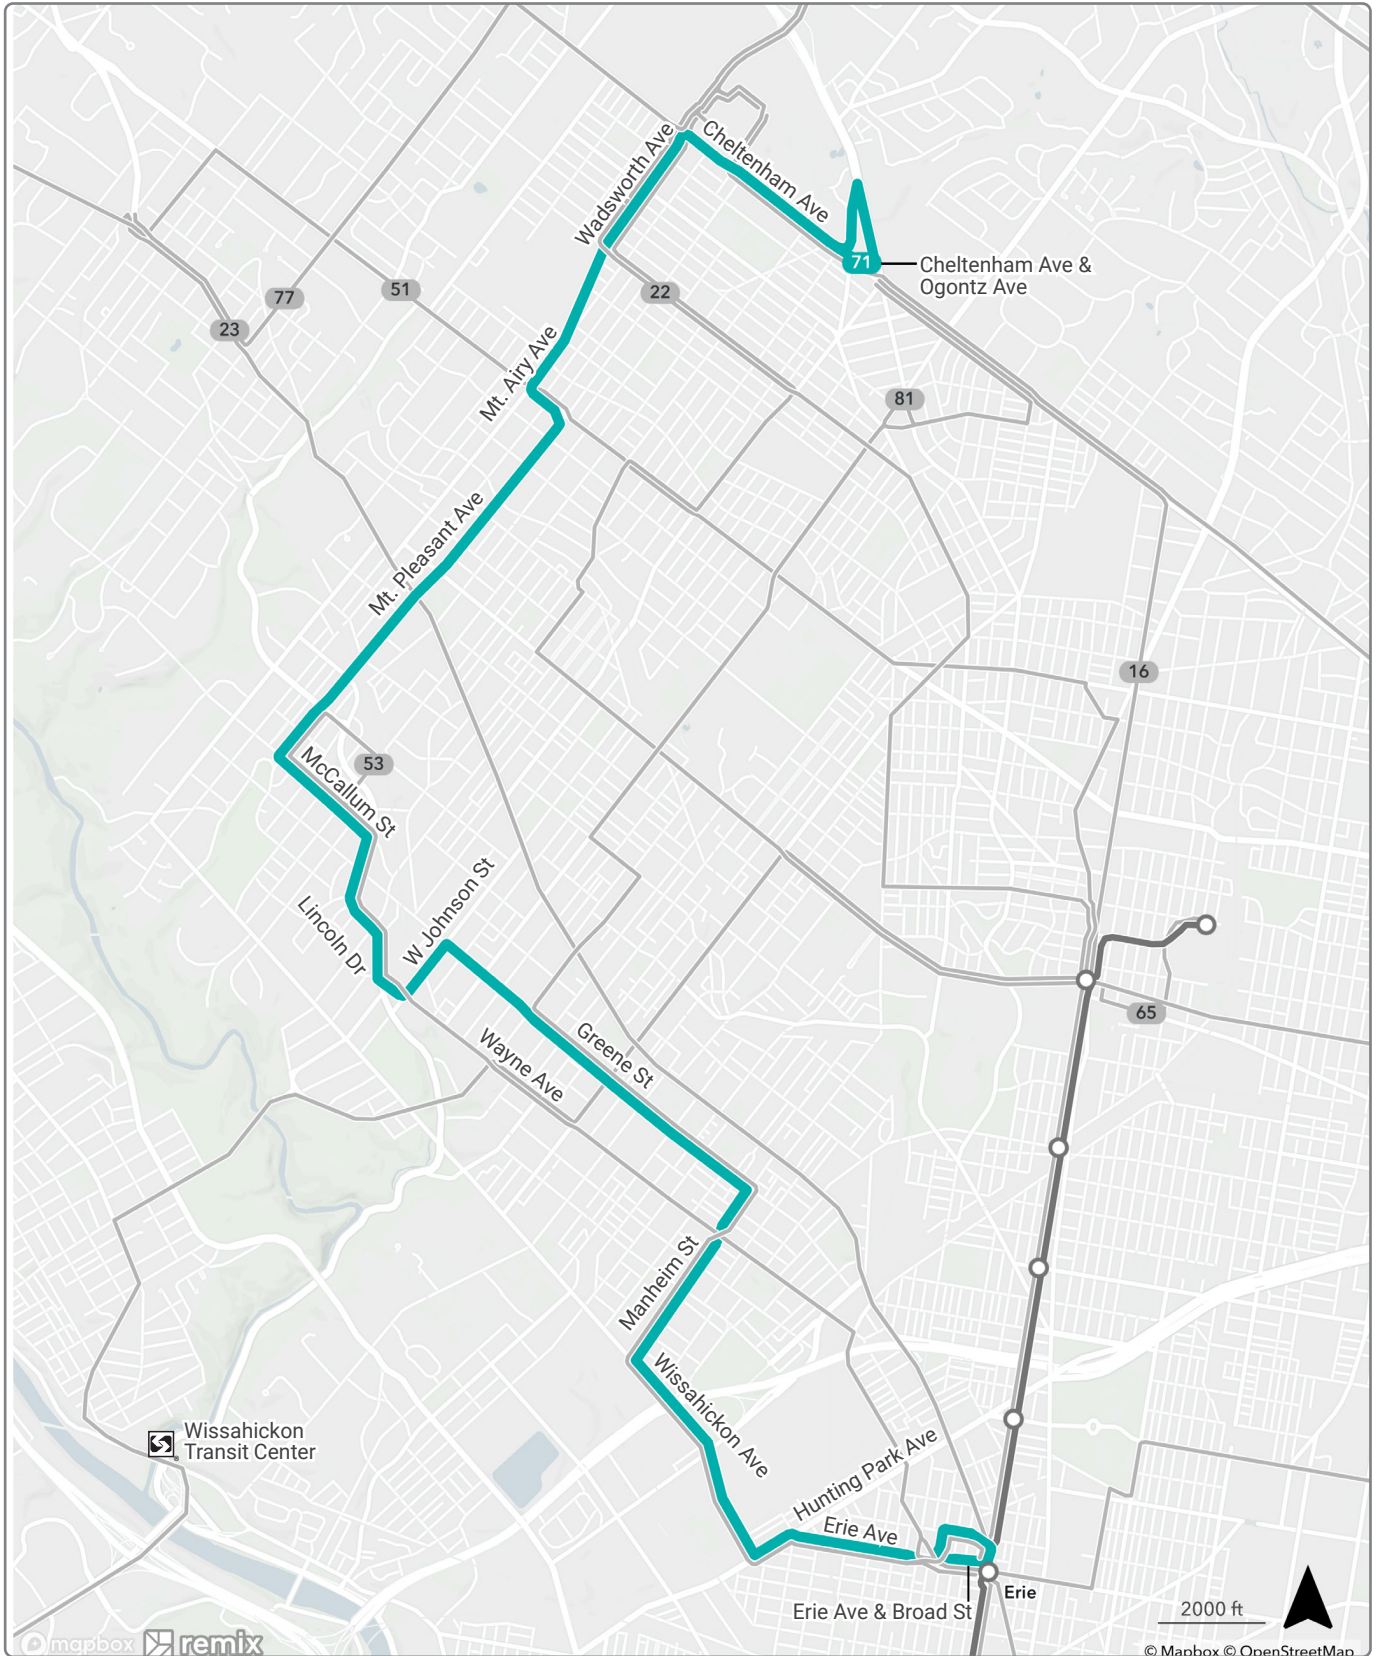 Wadsworth Ave
Cheltenham Ave
71
Cheltenham Ave &
Ogontz Ave
77
51
22
23
Mt. Airy Ave
81
Mt. Pleasant Ave
16
53
McCallum St
W Johnson St
Lincoln Dr
65
Greene St
Wayne Ave
Manheim St
Wissahickon Ave
Wissahickon
Transit Center
Hunting Park Ave
Erie Ave
Erie
Erie Ave & Broad St
2000 ft
mapbox remix
© Mapbox © OpenStreetMap